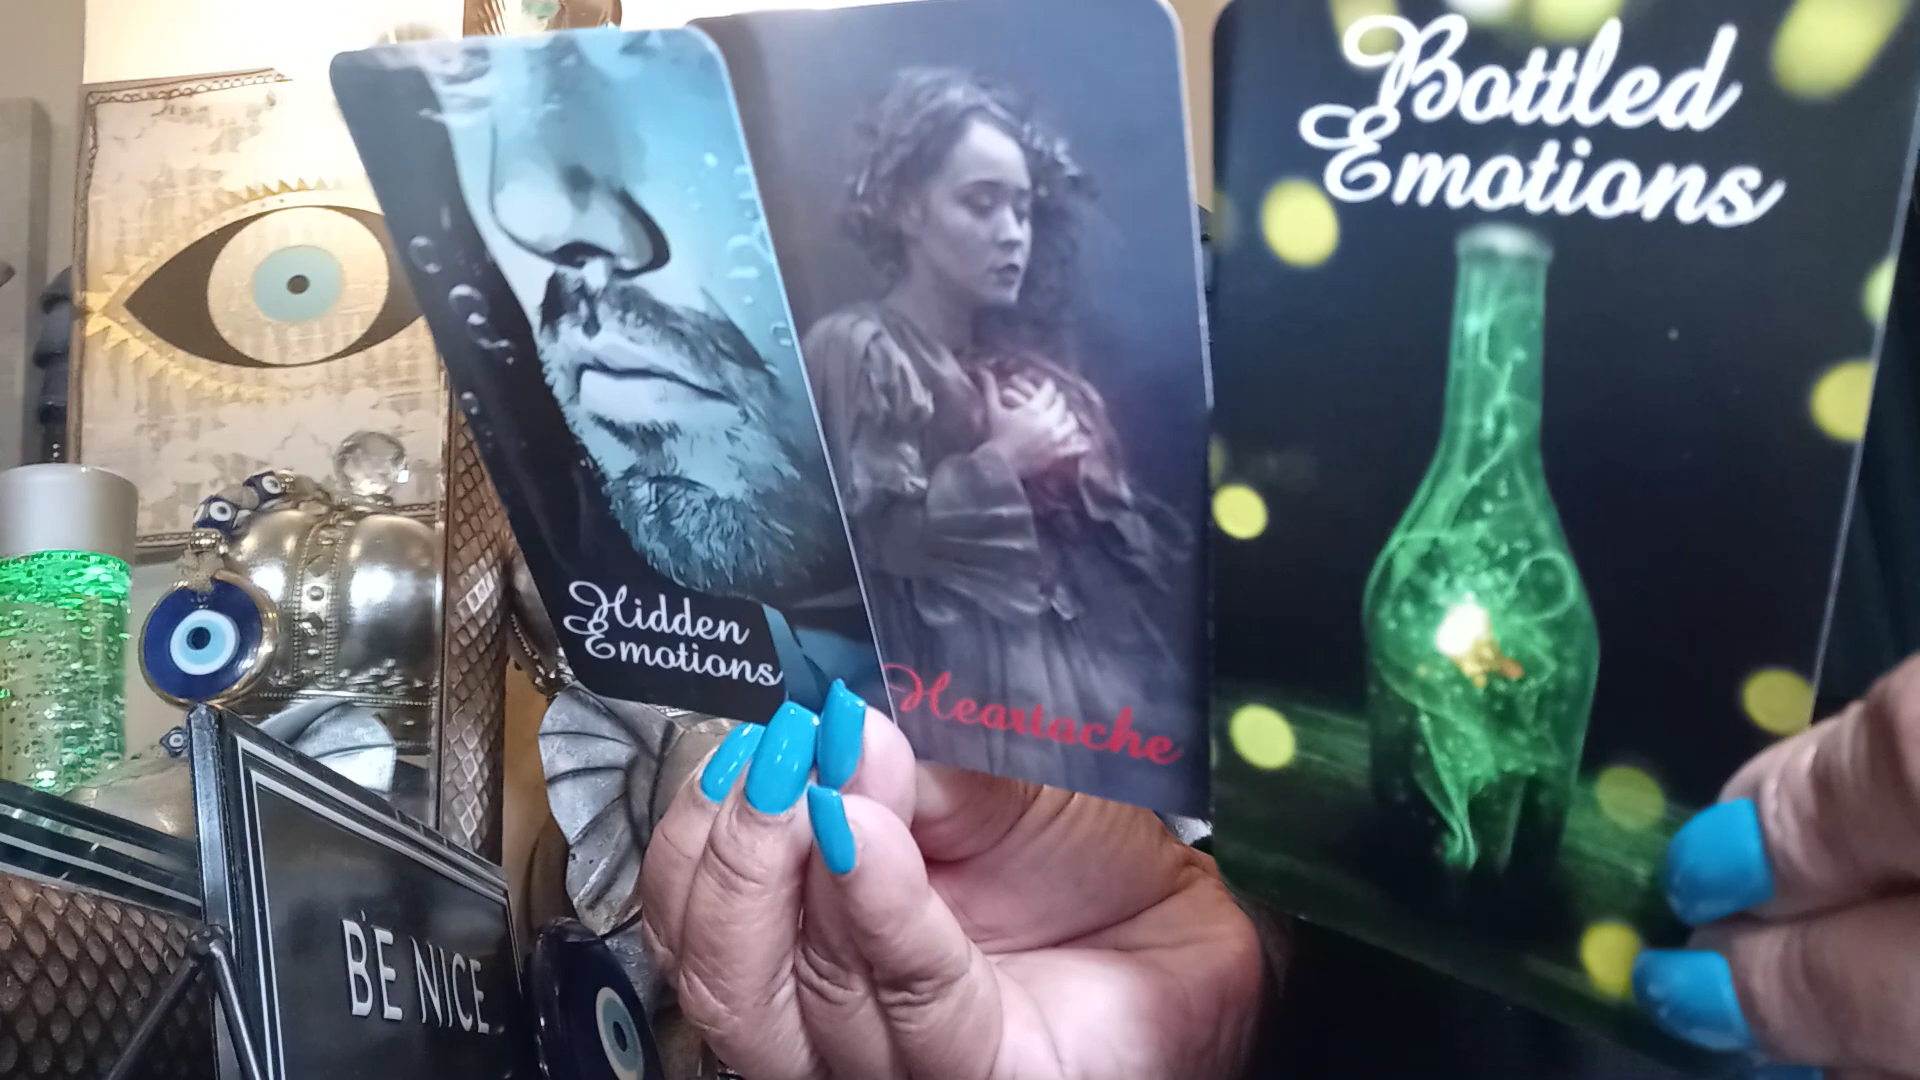 Hidden
Emotions
Heartache
Bottled
Emotions
BE NICE